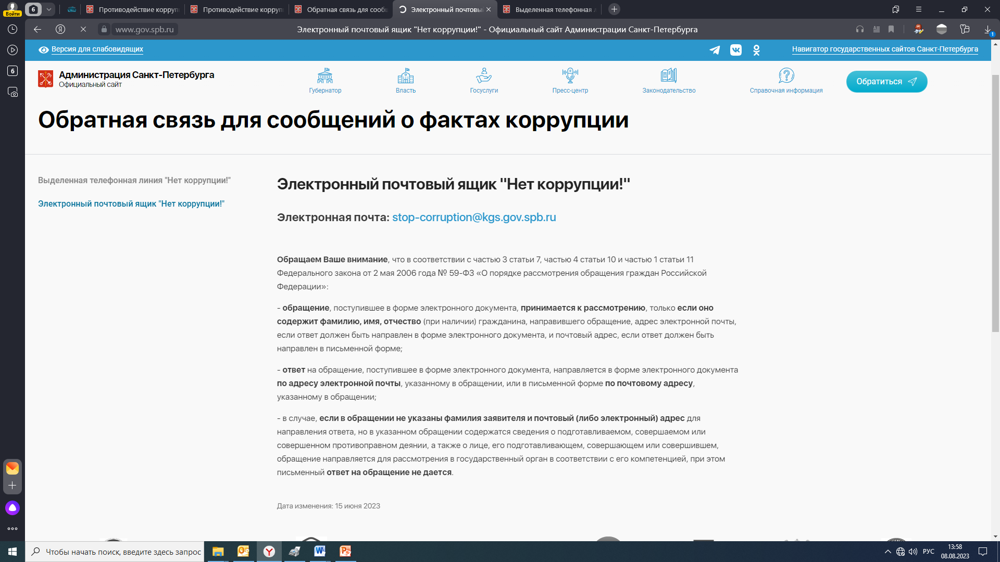 6
Противодействие корруп
Противодействие корруп
Обратная связь для сооб
Электронный почтовы
Выделенная телефонная
Войти
www.gov.spb.ru
Электронный почтовый ящик "Нет коррупции!" - Официальный сайт Администрации Санкт-Петербурга
1
6
Версия для слабовидящих
Навигатор государственных сайтов Санкт-Петербурга
Администрация Санкт-Петербурга
Официальный сайт
Губернатор
Власть
Госуслуги
Пресс-центр
Законодательство
Справочная информация
Обратиться
Обратная связь для сообщений о фактах коррупции
Выделенная телефонная линия "Нет коррупции!"
Электронный почтовый ящик "Нет коррупции!"
Электронный почтовый ящик "Нет коррупции!"
Электронная почта: stop-corruption@kgs.gov.spb.ru
Обращаем Ваше внимание, что в соответствии с частью 3 статьи 7, частью 4 статьи 10 и частью 1 статьи 11
Федерального закона от 2 мая 2006 года № 59-ФЗ «О порядке рассмотрения обращения граждан Российской
Федерации»:
- обращение, поступившее в форме электронного документа, принимается к рассмотрению, только если оно
содержит фамилию, имя, отчество (при наличии) гражданина, направившего обращение, адрес электронной почты,
если ответ должен быть направлен в форме электронного документа, и почтовый адрес, если ответ должен быть
направлен в письменной форме;
- ответ на обращение, поступившее в форме электронного документа, направляется в форме электронного документа
по адресу электронной почты, указанному в обращении, или в письменной форме по почтовому адресу,
указанному в обращении;
- в случае, если в обращении не указаны фамилия заявителя и почтовый (либо электронный) адрес для
направления ответа, но в указанном обращении содержатся сведения о подготавливаемом, совершаемом или
совершенном противоправном деянии, а также о лице, его подготавливающем, совершающем или совершившем,
обращение направляется для рассмотрения в государственный орган в соответствии с его компетенцией, при этом
письменный ответ на обращение не дается.
Дата изменения: 15 июня 2023
Чтобы начать поиск, введите здесь запрос
РУС
13:58
08.08.2023